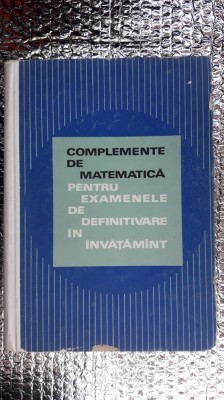 COMPLEMENTE
DE
MATEMATICĂ
PENTRU
EXAMENELE
DE
DEFINITIVARE
ÎN
ÎNVĂȚĂMÎNT